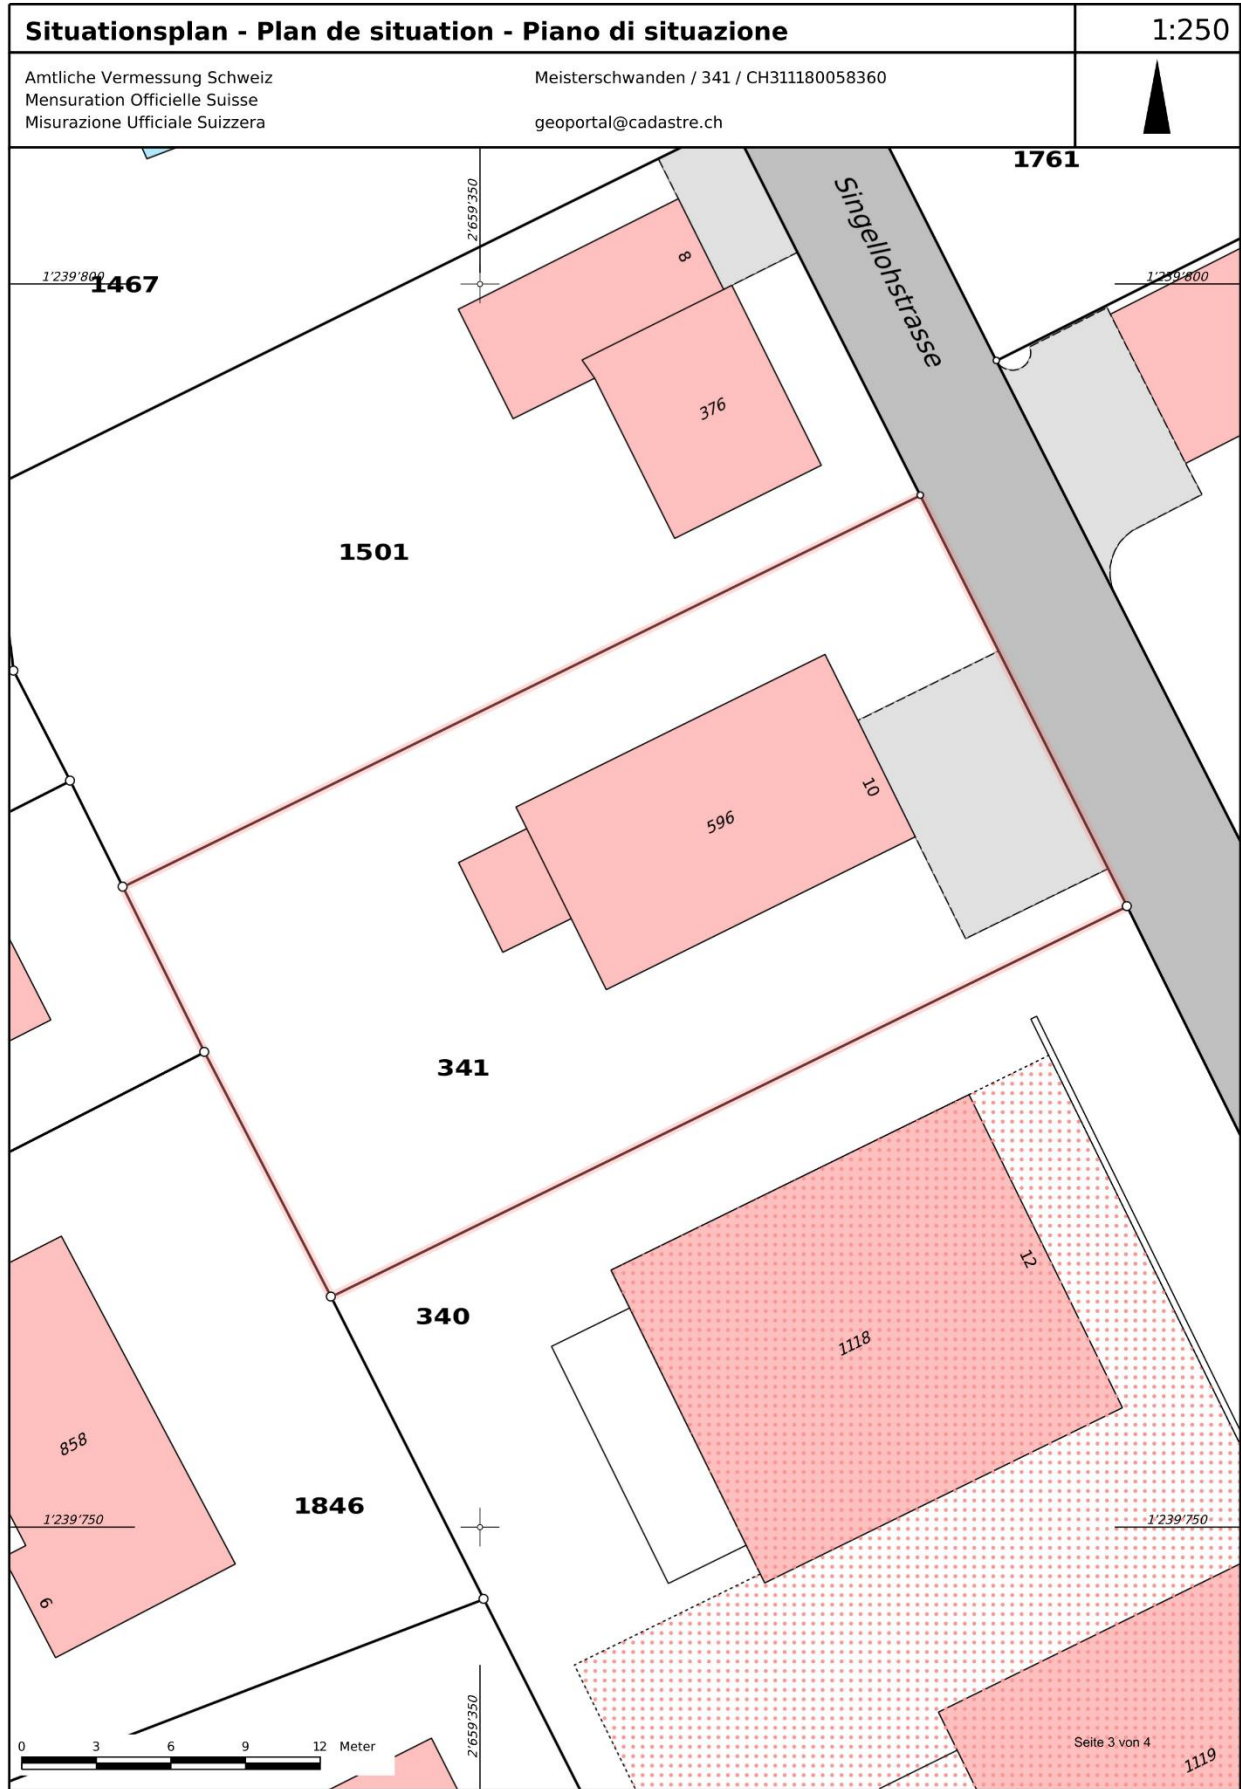 Situationsplan - Plan de situation - Piano di situazione
1:250
Amtliche Vermessung Schweiz
Mensuration Officielle Suisse
Misurazione Ufficiale Suizzera
Meisterschwanden / 341 / CH311180058360
geoportal@cadastre.ch
1761
2'659'350
Singellohstrasse
8
1'239'800
1467
1'239'800
376
1501
10
596
341
12
340
1118
858
1846
1'239'750
1'239'750
6
2'659'350
0 3 6 9 12 Meter
Seite 3 von 4
1119